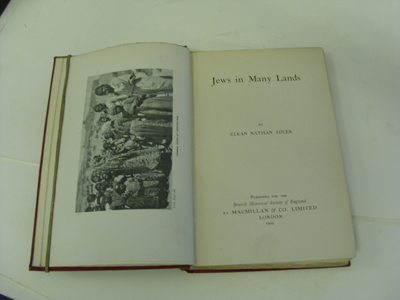 Jews in Many Lands
BY
ELKAN NATHAN ADLER
PUBLISHED FOR THE
Jewish Historical Society of England
BY MACMILLAN & CO. LIMITED
LONDON
1905